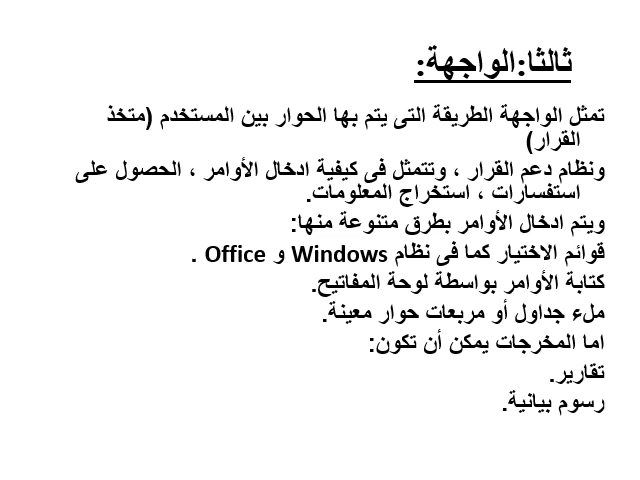 ثالثا:الواجهة:
تمثل الواجهة الطريقة التى يتم بها الحوار بين المستخدم (متخذ
القرار)
ونظام دعم القرار ، وتتمثل فى كيفية ادخال الأوامر ، الحصول على
استفسارات ، استخراج المعلومات.
ويتم ادخال الأوامر بطرق متنوعة منها:
قوائم الاختيار كما فى نظام Windows و Office .
كتابة الأوامر بواسطة لوحة المفاتيح.
ملء جداول أو مربعات حوار معينة.
اما المخرجات يمكن أن تكون:
تقارير.
رسوم بيانية.